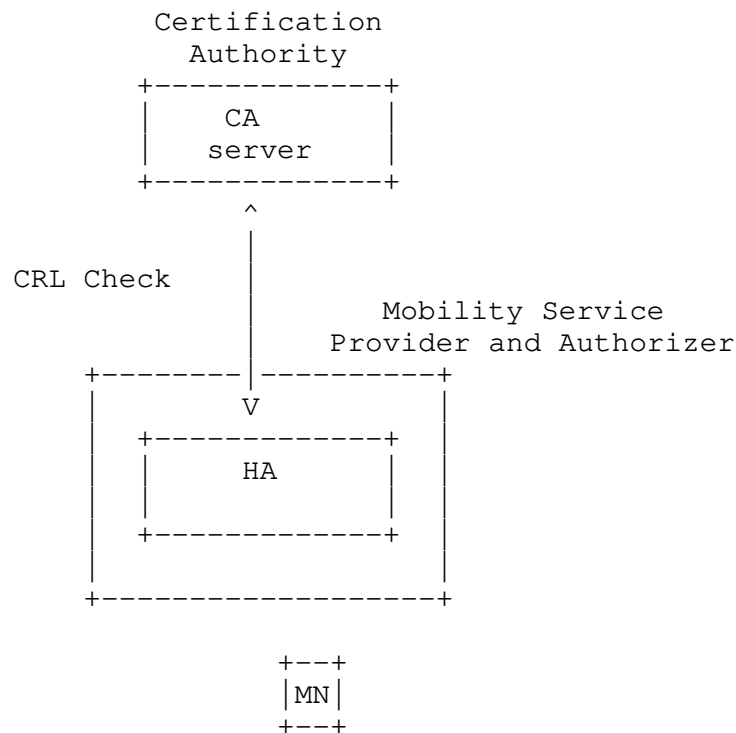 Certification
Authority
CA
server
CRL Check
Mobility Service
Provider and Authorizer
HA
MN